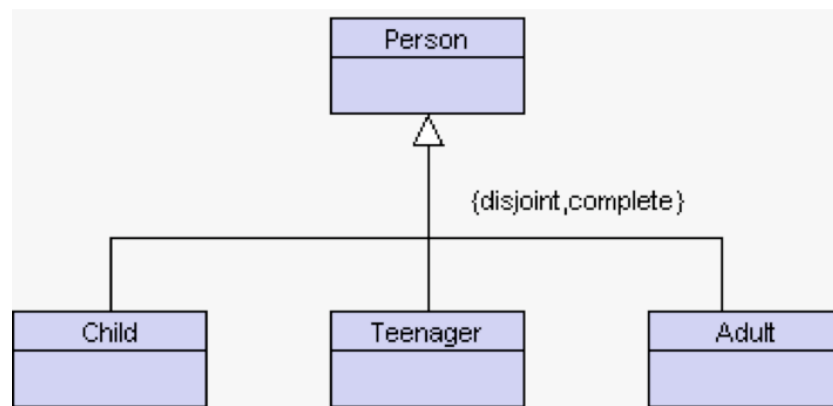 Person
{disjoint,complete}
Child
Teenager
Adult